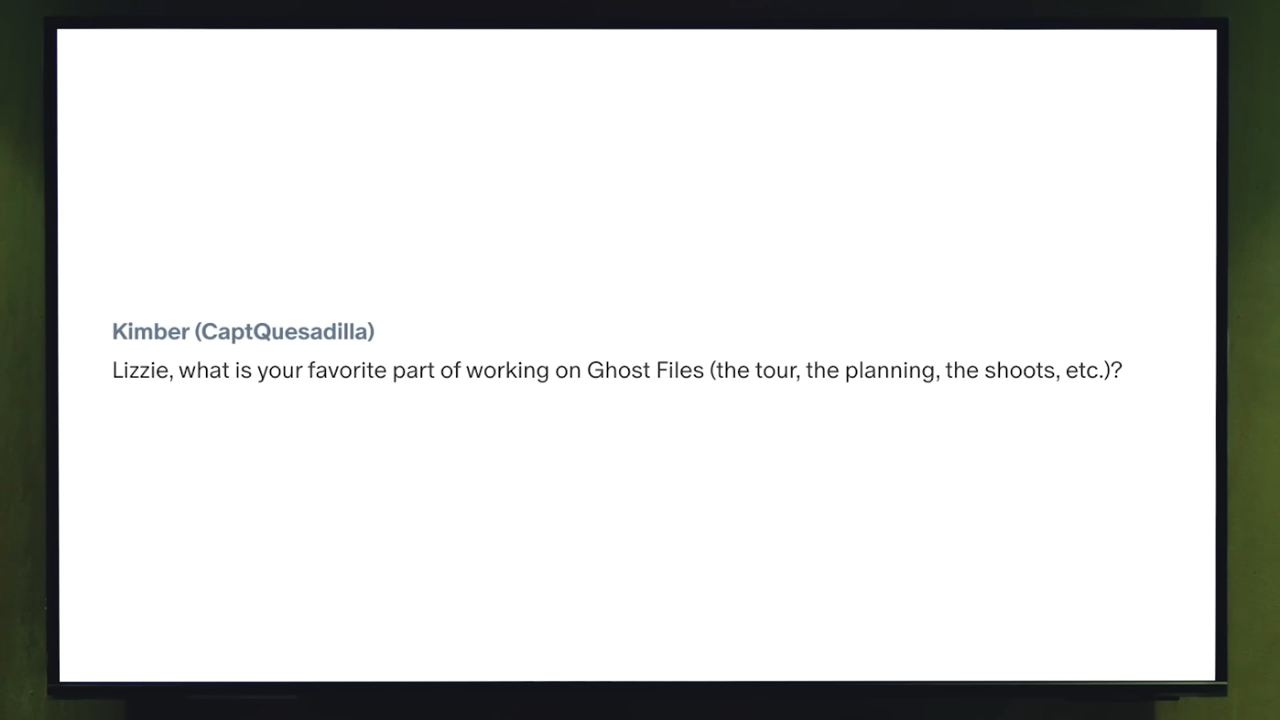 Kimber (CaptQuesadilla)
Lizzie, what is your favorite part of working on Ghost Files (the tour, the planning, the shoots, etc.)?